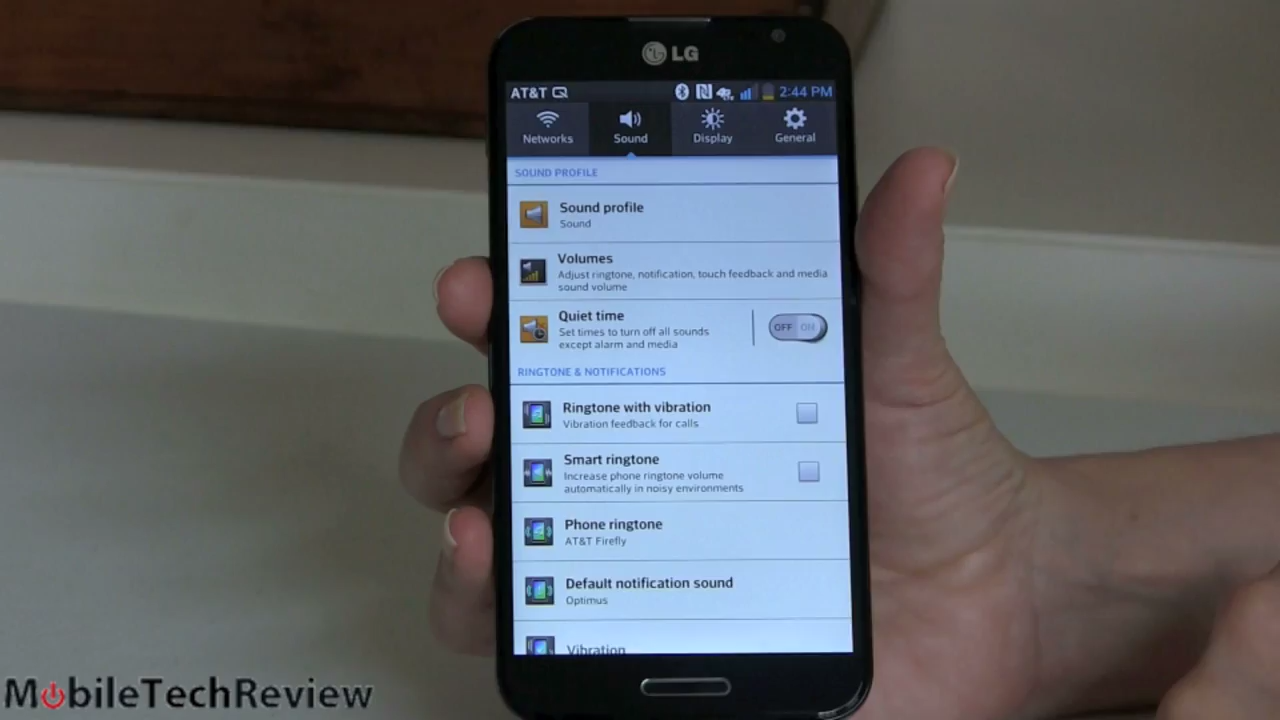 LG
AT&T 2:44 PM
Networks Sound Display General
SOUND PROFILE
Sound profile
Sound
Volumes
Adjust ringtone, notification, touch feedback and media
sound volume
Quiet time
Set times to turn off all sounds
except alarm and media
OFF ON
RINGTONE & NOTIFICATIONS
Ringtone with vibration
Vibration feedback for calls
Smart ringtone
Increase phone ringtone volume
automatically in noisy environments
Phone ringtone
AT&T Firefly
Default notification sound
Optimus
Vibration
MobileTechReview